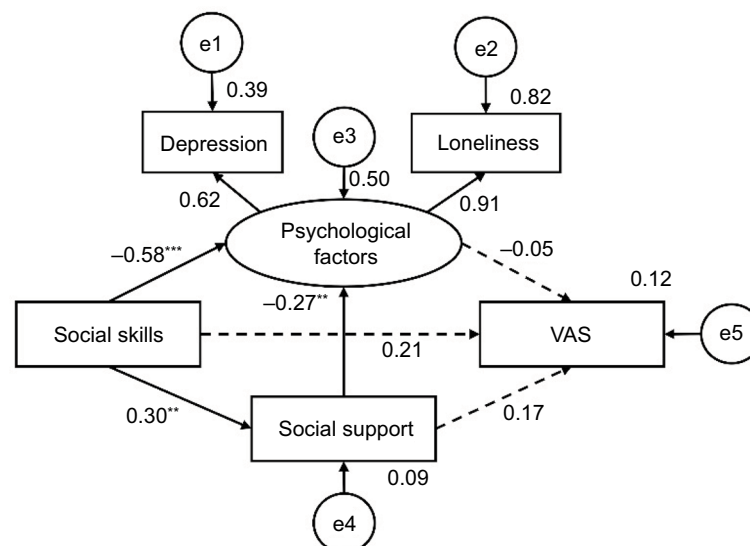 e1
e2
0.39
0.82
e3
Depression
Loneliness
0.50
0.62
0.91
Psychological
factors
–0.58***
–0.05
–0.27**
0.12
Social skills
VAS
e5
0.21
0.30**
0.17
Social support
0.09
e4